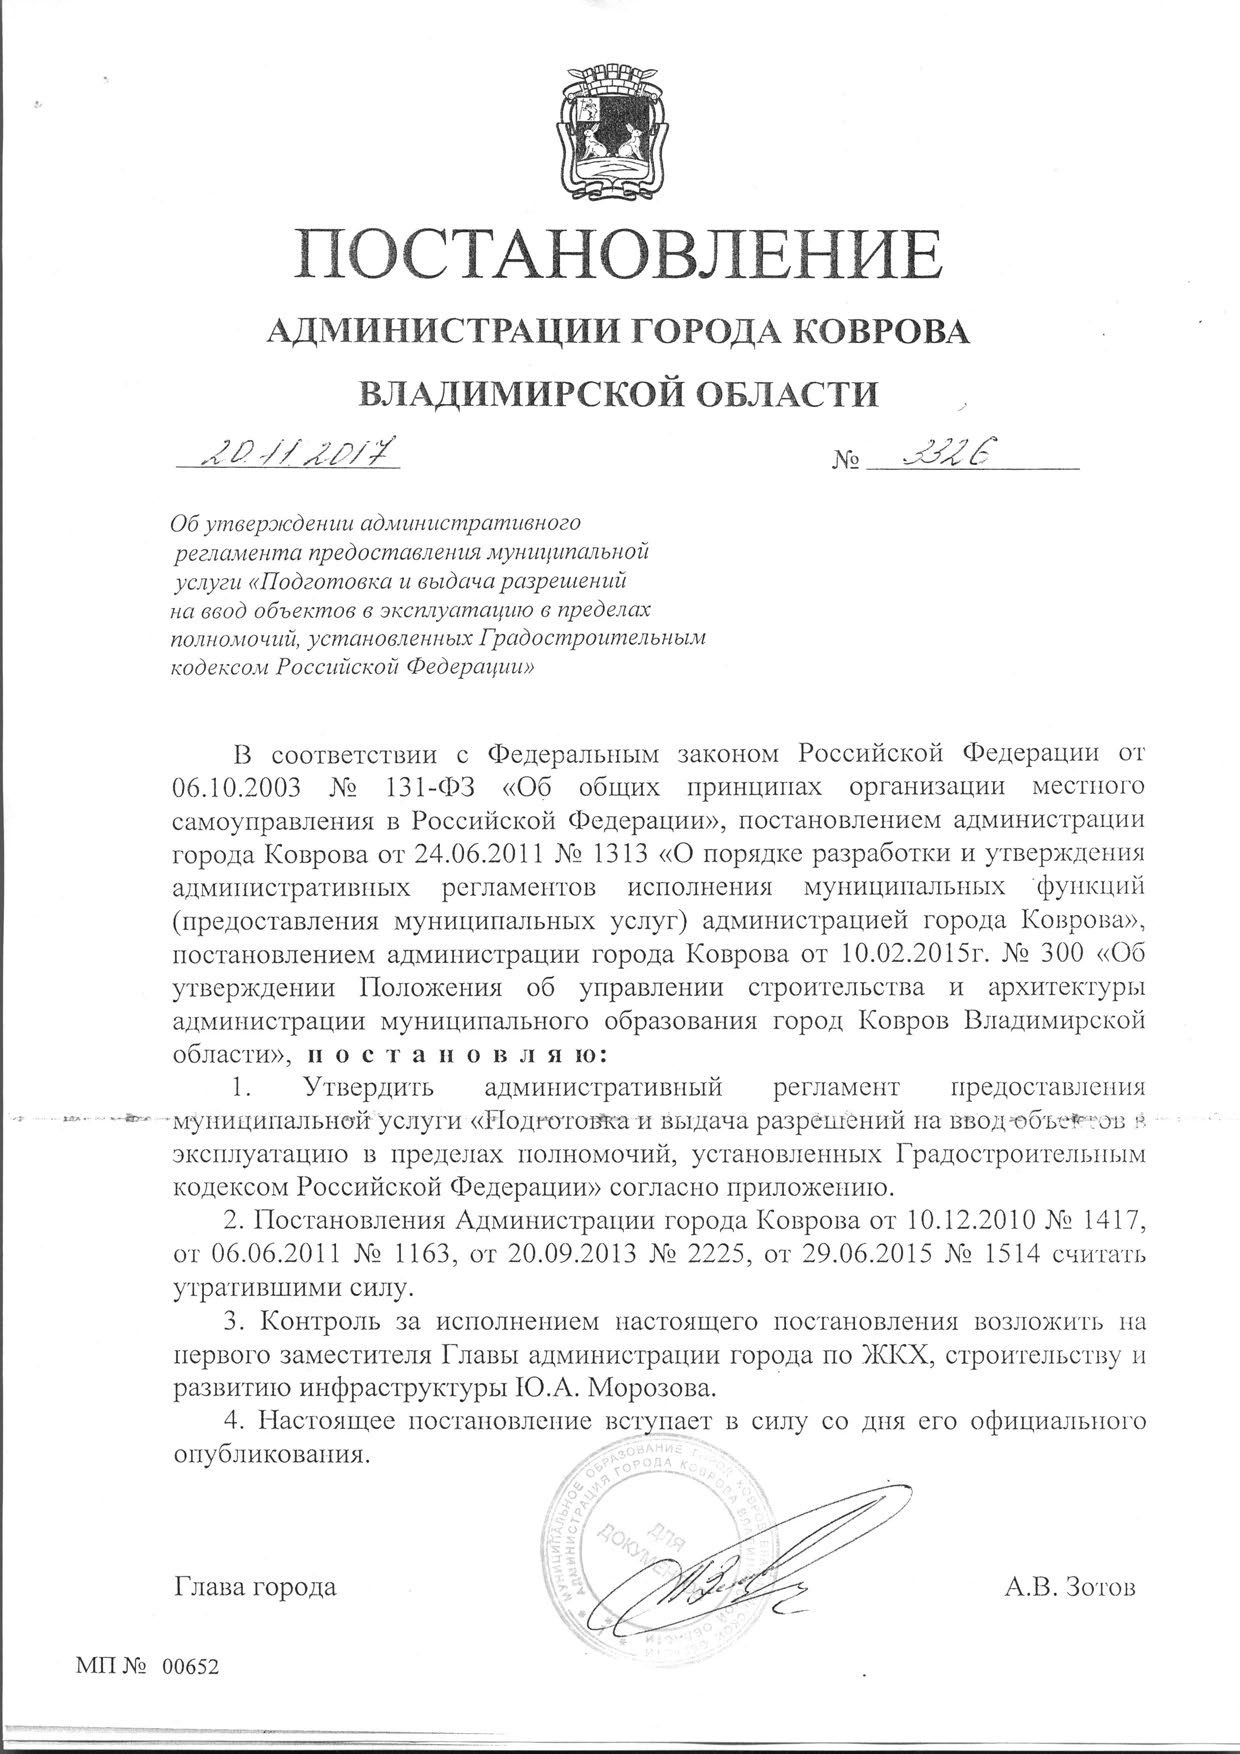 ПОСТАНОВЛЕНИЕ
АДМИНИСТРАЦИИ ГОРОДА КОВРОВА
ВЛАДИМИРСКОЙ ОБЛАСТИ
20.11.2017 № 3326
Об утверждении административного
регламента предоставления муниципальной
услуги «Подготовка и выдача разрешений
на ввод объектов в эксплуатацию в пределах
полномочий, установленных Градостроительным
кодексом Российской Федерации»
В соответствии с Федеральным законом Российской Федерации от
06.10.2003 № 131-ФЗ «Об общих принципах организации местного
самоуправления в Российской Федерации», постановлением администрации
города Коврова от 24.06.2011 № 1313 «О порядке разработки и утверждения
административных регламентов исполнения муниципальных функций
(предоставления муниципальных услуг) администрацией города Коврова»,
постановлением администрации города Коврова от 10.02.2015г. № 300 «Об
утверждении Положения об управлении строительства и архитектуры
администрации муниципального образования город Ковров Владимирской
области», п о с т а н о в л я ю:
1. Утвердить административный регламент предоставления
муниципальной услуги «Подготовка и выдача разрешений на ввод объектов в
эксплуатацию в пределах полномочий, установленных Градостроительным
кодексом Российской Федерации» согласно приложению.
2. Постановления Администрации города Коврова от 10.12.2010 № 1417,
от 06.06.2011 № 1163, от 20.09.2013 № 2225, от 29.06.2015 № 1514 считать
утратившими силу.
3. Контроль за исполнением настоящего постановления возложить на
первого заместителя Главы администрации города по ЖКХ, строительству и
развитию инфраструктуры Ю.А. Морозова.
4. Настоящее постановление вступает в силу со дня его официального
опубликования.
МУНИЦИПАЛЬНОЕ ОБРАЗОВАНИЕ ГОРОД КОВРОВ
АДМИНИСТРАЦИЯ ГОРОДА КОВРОВА
ДЛЯ
Глава города А.В. Зотов
МП № 00652